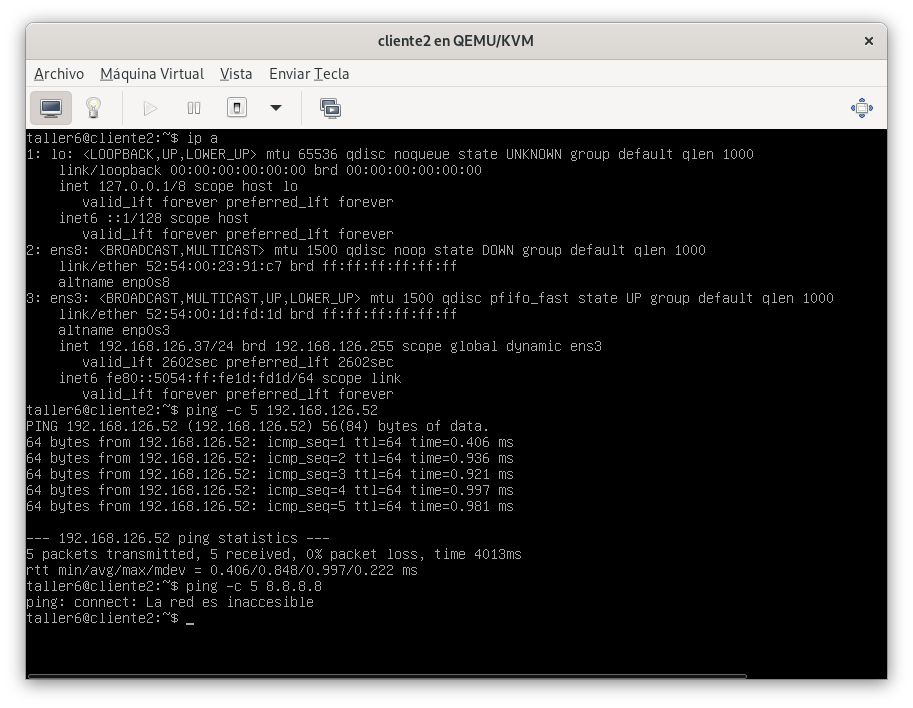 cliente2 en QEMU/KVM
Archivo Máquina Virtual Vista Enviar Tecla
taller6@cliente2:~$ ip a
1: lo: <LOOPBACK,UP,LOWER_UP> mtu 65536 qdisc noqueue state UNKNOWN group default qlen 1000
    link/loopback 00:00:00:00:00:00 brd 00:00:00:00:00:00
    inet 127.0.0.1/8 scope host lo
       valid_lft forever preferred_lft forever
    inet6 ::1/128 scope host
       valid_lft forever preferred_lft forever
2: ens8: <BROADCAST,MULTICAST> mtu 1500 qdisc noop state DOWN group default qlen 1000
    link/ether 52:54:00:23:91:c7 brd ff:ff:ff:ff:ff:ff
    altname enp0s8
3: ens3: <BROADCAST,MULTICAST,UP,LOWER_UP> mtu 1500 qdisc pfifo_fast state UP group default qlen 1000
    link/ether 52:54:00:1d:fd:1d brd ff:ff:ff:ff:ff:ff
    altname enp0s3
    inet 192.168.126.37/24 brd 192.168.126.255 scope global dynamic ens3
       valid_lft 2602sec preferred_lft 2602sec
    inet6 fe80::5054:ff:fe1d:fd1d/64 scope link
       valid_lft forever preferred_lft forever
taller6@cliente2:~$ ping -c 5 192.168.126.52
PING 192.168.126.52 (192.168.126.52) 56(84) bytes of data.
64 bytes from 192.168.126.52: icmp_seq=1 ttl=64 time=0.406 ms
64 bytes from 192.168.126.52: icmp_seq=2 ttl=64 time=0.936 ms
64 bytes from 192.168.126.52: icmp_seq=3 ttl=64 time=0.921 ms
64 bytes from 192.168.126.52: icmp_seq=4 ttl=64 time=0.997 ms
64 bytes from 192.168.126.52: icmp_seq=5 ttl=64 time=0.981 ms
--- 192.168.126.52 ping statistics ---
5 packets transmitted, 5 received, 0% packet loss, time 4013ms
rtt min/avg/max/mdev = 0.406/0.848/0.997/0.222 ms
taller6@cliente2:~$ ping -c 5 8.8.8.8
ping: connect: La red es inaccesible
taller6@cliente2:~$ _